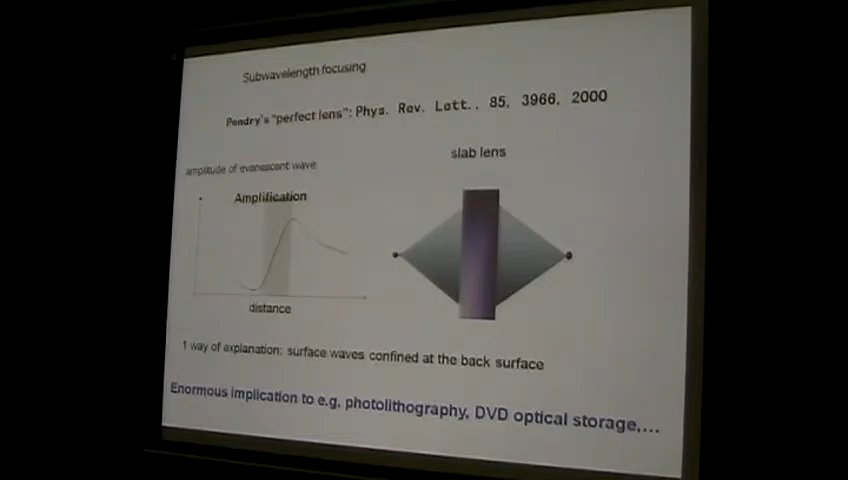 Subwavelength focusing
Pendry's "perfect lens": Phys. Rev. Lett., 85, 3966, 2000
amplitude of evanescent wave
slab lens
Amplification
distance
1 way of explanation: surface waves confined at the back surface
Enormous implication to e.g, photolithography, DVD optical storage,...